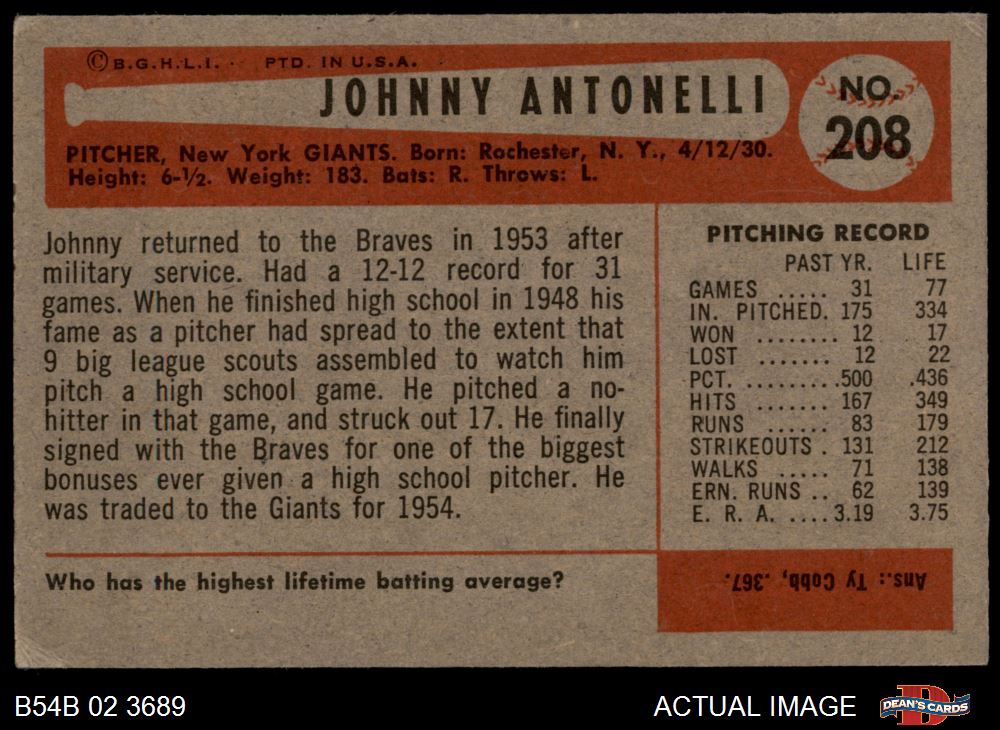 © B.G.H.L.I. · PTD. IN U.S.A.
JOHNNY ANTONELLI
NO.
208
PITCHER, New York GIANTS. Born: Rochester, N. Y., 4/12/30.
Height: 6-½. Weight: 183. Bats: R. Throws: L.
Johnny returned to the Braves in 1953 after
military service. Had a 12-12 record for 31
games. When he finished high school in 1948 his
fame as a pitcher had spread to the extent that
9 big league scouts assembled to watch him
pitch a high school game. He pitched a no-
hitter in that game, and struck out 17. He finally
signed with the Braves for one of the biggest
bonuses ever given a high school pitcher. He
was traded to the Giants for 1954.
PITCHING RECORD
PAST YR. LIFE
GAMES ..... 31 77
IN. PITCHED. 175 334
WON ........ 12 17
LOST ....... 12 22
PCT. .........500 .436
HITS ....... 167 349
RUNS ...... 83 179
STRIKEOUTS . 131 212
WALKS ..... 71 138
ERN. RUNS .. 62 139
E. R. A. ....3.19 3.75
Who has the highest lifetime batting average?
Ans.: Ty Cobb, .367.
B54B 02 3689
ACTUAL IMAGE
D
DEAN'S CARDS